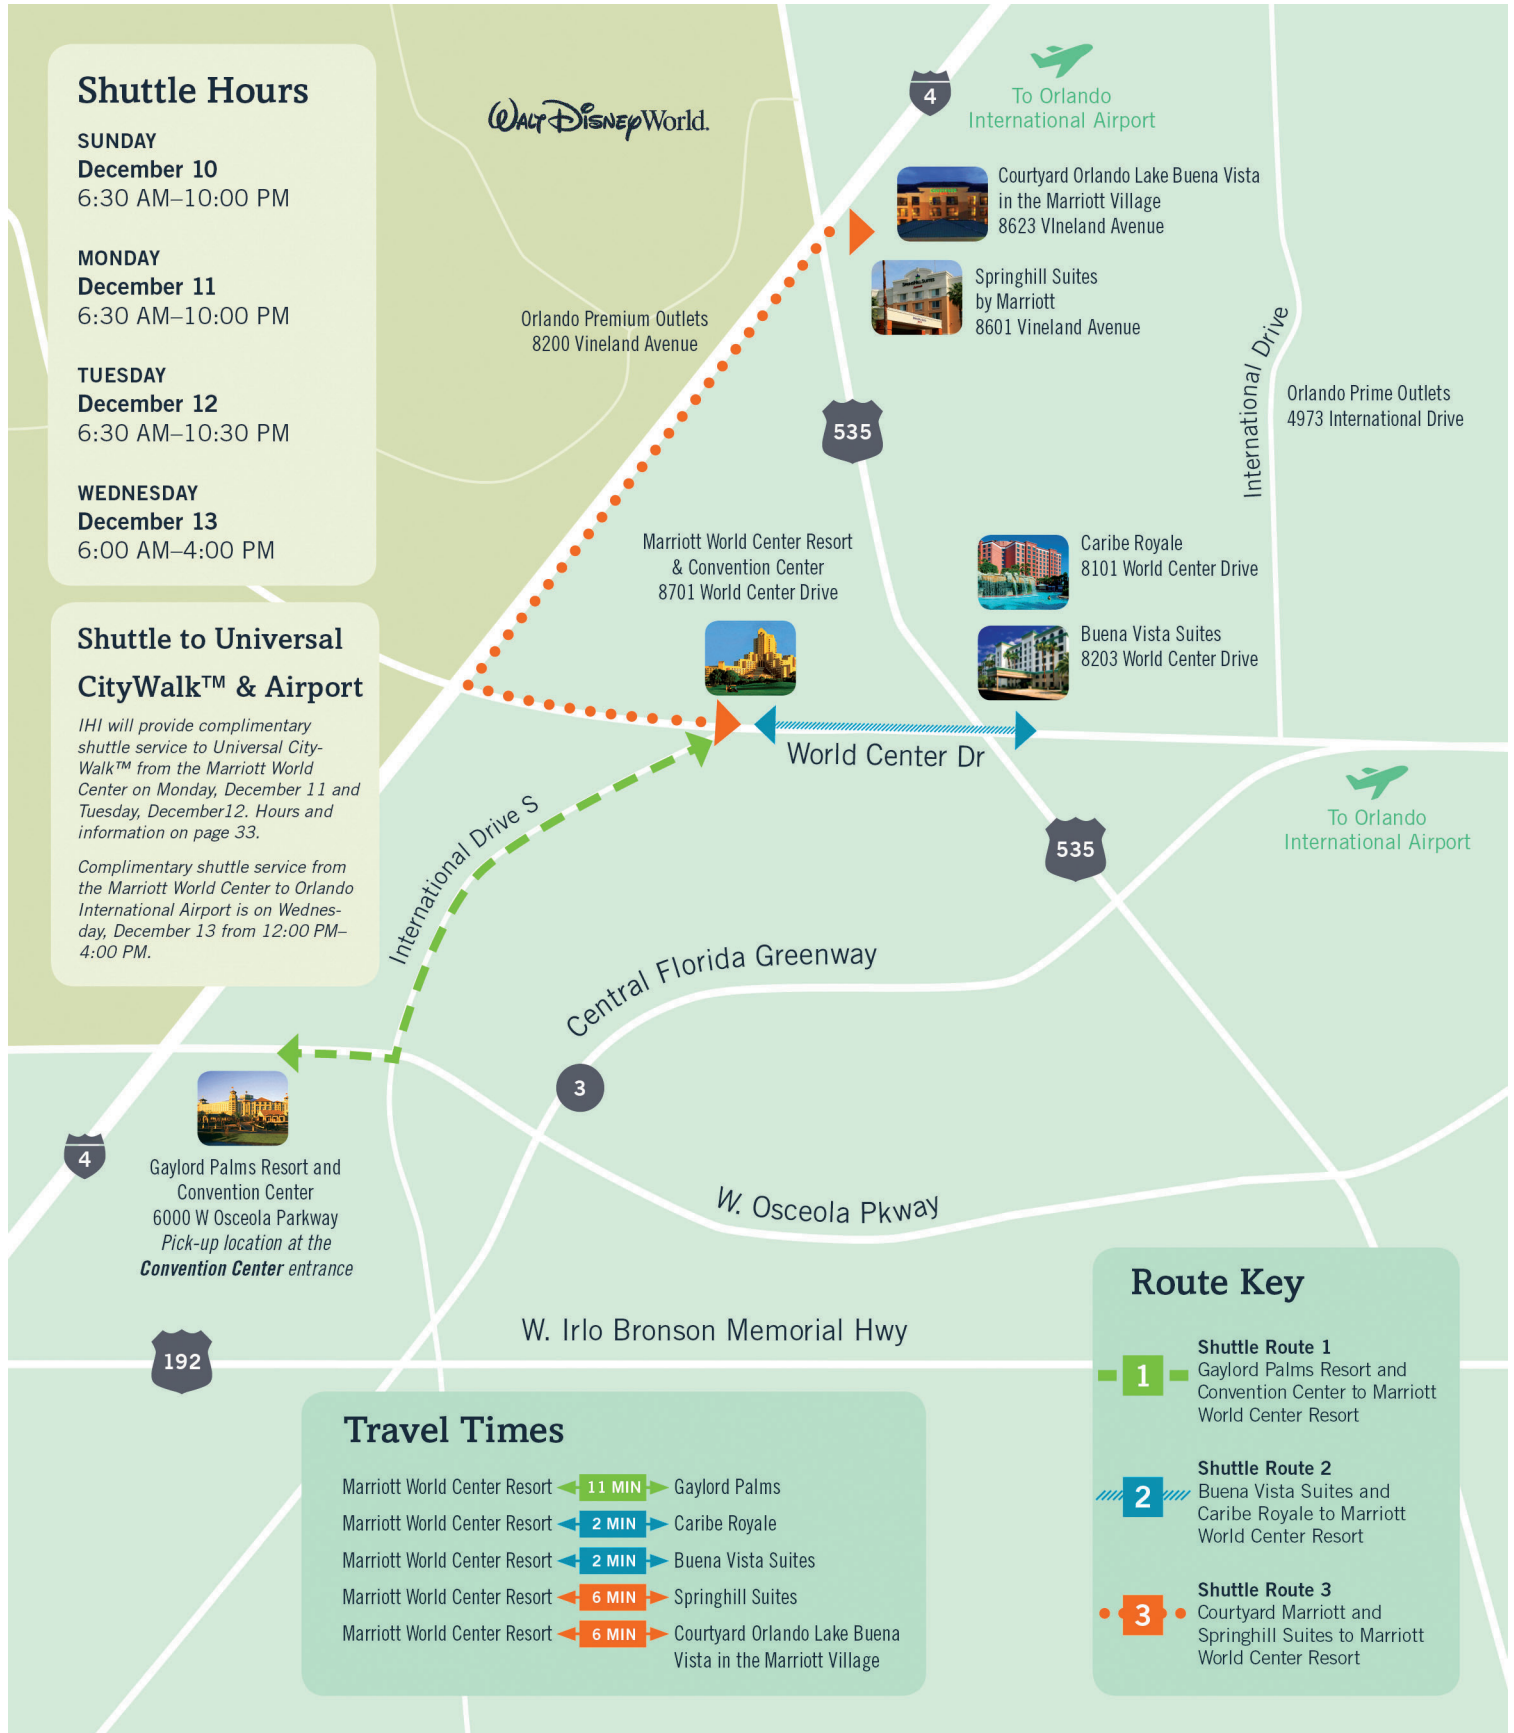 Shuttle Hours
SUNDAY
December 10
6:30 AM–10:00 PM
MONDAY
December 11
6:30 AM–10:00 PM
TUESDAY
December 12
6:30 AM–10:30 PM
WEDNESDAY
December 13
6:00 AM–4:00 PM
Shuttle to Universal
CityWalk™ & Airport
IHI will provide complimentary
shuttle service to Universal City-
Walk™ from the Marriott World
Center on Monday, December 11 and
Tuesday, December12. Hours and
information on page 33.
Complimentary shuttle service from
the Marriott World Center to Orlando
International Airport is on Wednes-
day, December 13 from 12:00 PM–
4:00 PM.
WALT DISNEY World.
4
To Orlando
International Airport
Courtyard Orlando Lake Buena Vista
in the Marriott Village
8623 VIneland Avenue
Springhill Suites
by Marriott
8601 Vineland Avenue
Orlando Premium Outlets
8200 Vineland Avenue
535
International Drive
Orlando Prime Outlets
4973 International Drive
Marriott World Center Resort
& Convention Center
8701 World Center Drive
Caribe Royale
8101 World Center Drive
Buena Vista Suites
8203 World Center Drive
World Center Dr
To Orlando
International Airport
535
International Drive S
Central Florida Greenway
3
4
Gaylord Palms Resort and
Convention Center
6000 W Osceola Parkway
Pick-up location at the
Convention Center entrance
W. Osceola Pkway
W. Irlo Bronson Memorial Hwy
192
Travel Times
Marriott World Center Resort 11 MIN Gaylord Palms
Marriott World Center Resort 2 MIN Caribe Royale
Marriott World Center Resort 2 MIN Buena Vista Suites
Marriott World Center Resort 6 MIN Springhill Suites
Marriott World Center Resort 6 MIN Courtyard Orlando Lake Buena
Vista in the Marriott Village
Route Key
Shuttle Route 1
1 Gaylord Palms Resort and
Convention Center to Marriott
World Center Resort
Shuttle Route 2
2 Buena Vista Suites and
Caribe Royale to Marriott
World Center Resort
Shuttle Route 3
3 Courtyard Marriott and
Springhill Suites to Marriott
World Center Resort